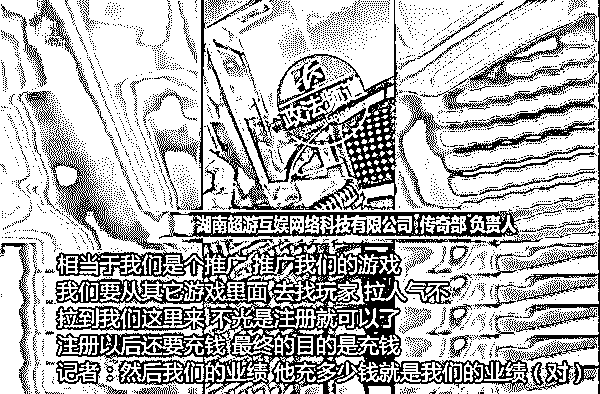 政法频道
湖南超游互娱网络科技有限公司 传奇部 负责人
相当于我们是个推广 推广我们的游戏
我们要从其它游戏里面 去找玩家 拉人气不
拉到我们这里来 不光是注册就可以了
注册以后还要充钱 最终的目的是充钱
记者：然后我们的业绩 他充多少钱就是我们的业绩（对）